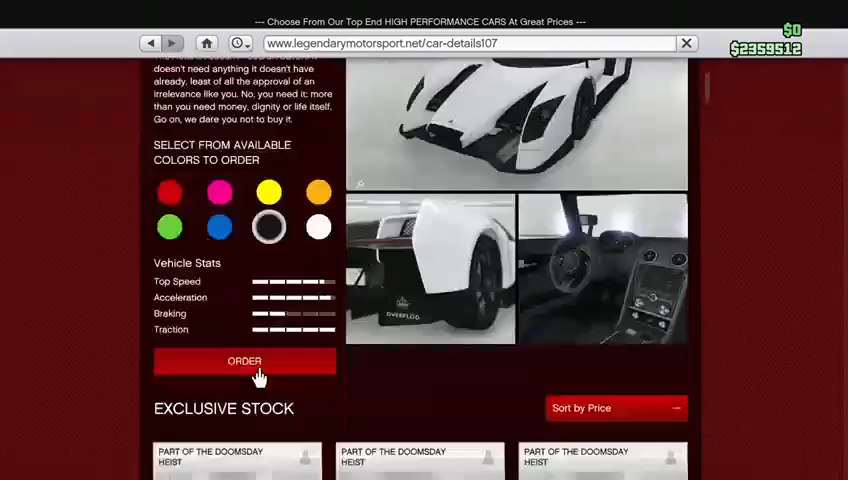 --- Choose From Our Top End HIGH PERFORMANCE CARS At Great Prices ---
$0
$2359512
www.legendarymotorsport.net/car-details107
doesn't need anything it doesn't have
already, least of all the approval of an
irrelevance like you. No, you need it: more
than you need money, dignity or life itself.
Go on, we dare you not to buy it.
SELECT FROM AVAILABLE
COLORS TO ORDER
Vehicle Stats
Top Speed
Acceleration
Braking
Traction
OVERFLOD
ORDER
EXCLUSIVE STOCK
Sort by Price
PART OF THE DOOMSDAY
HEIST
PART OF THE DOOMSDAY
HEIST
PART OF THE DOOMSDAY
HEIST